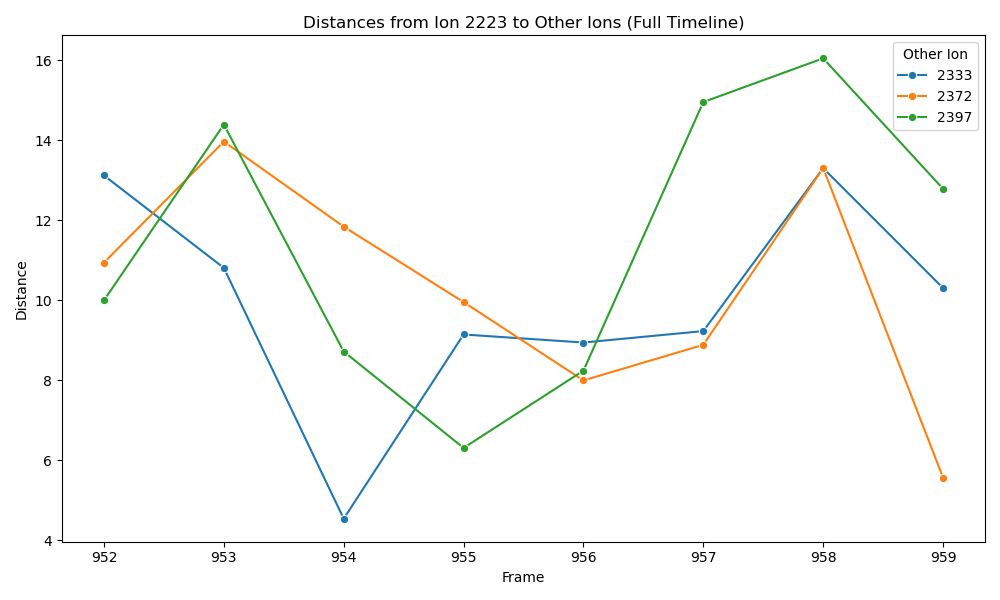 Distances from Ion 2223 to Other Ions (Full Timeline)
Other Ion
2333
2372
2397
16
14
12
10
8
6
4
Distance
952 953 954 955 956 957 958 959
Frame